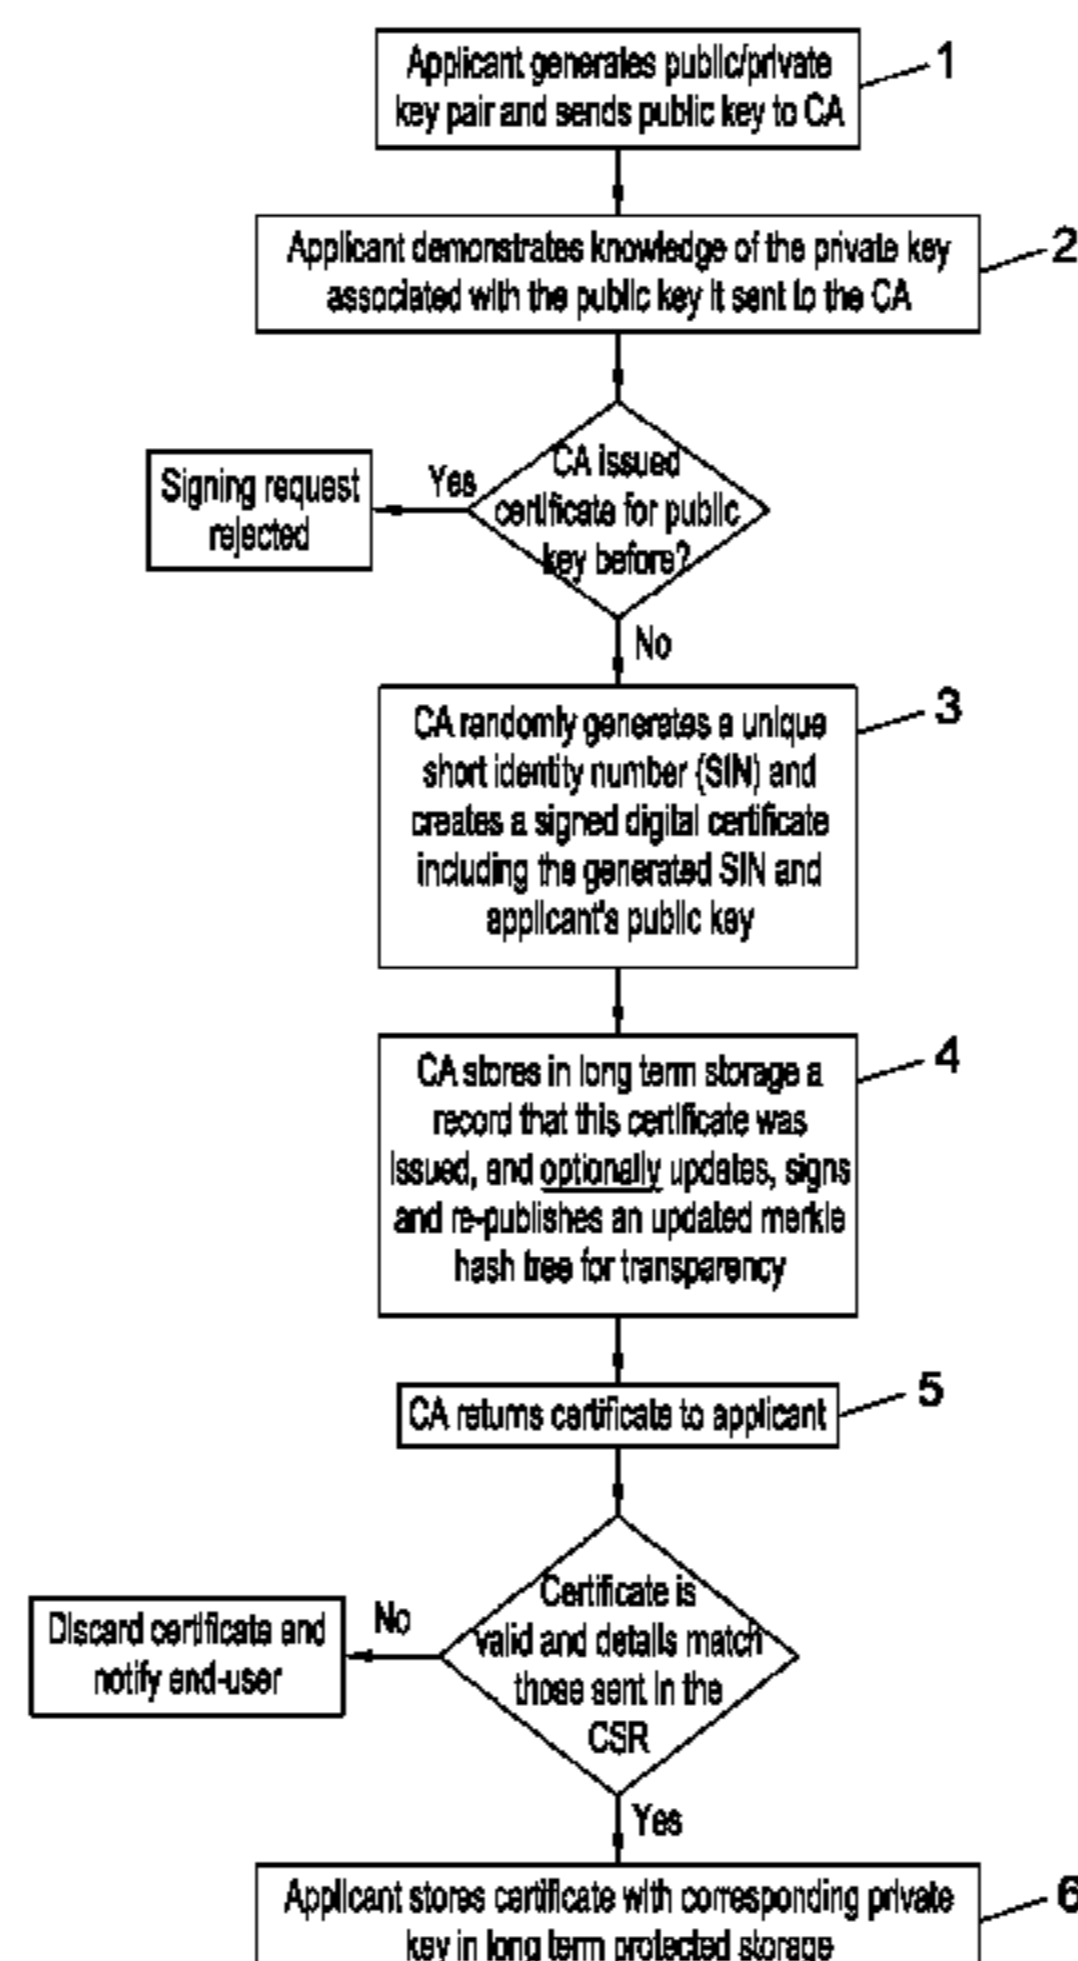 Applicant generates public/private
key pair and sends public key to CA
1
Applicant demonstrates knowledge of the private key
associated with the public key it sent to the CA
2
CA issued
certificate for public
key before?
Yes
Signing request
rejected
No
CA randomly generates a unique
short identity number (SIN) and
creates a signed digital certificate
including the generated SIN and
applicant's public key
3
CA stores in long term storage a
record that this certificate was
issued, and optionally updates, signs
and re-publishes an updated merkle
hash tree for transparency
4
CA returns certificate to applicant
5
Certificate is
valid and details match
those sent in the
CSR
No
Discard certificate and
notify end-user
Yes
Applicant stores certificate with corresponding private
key in long term protected storage
6